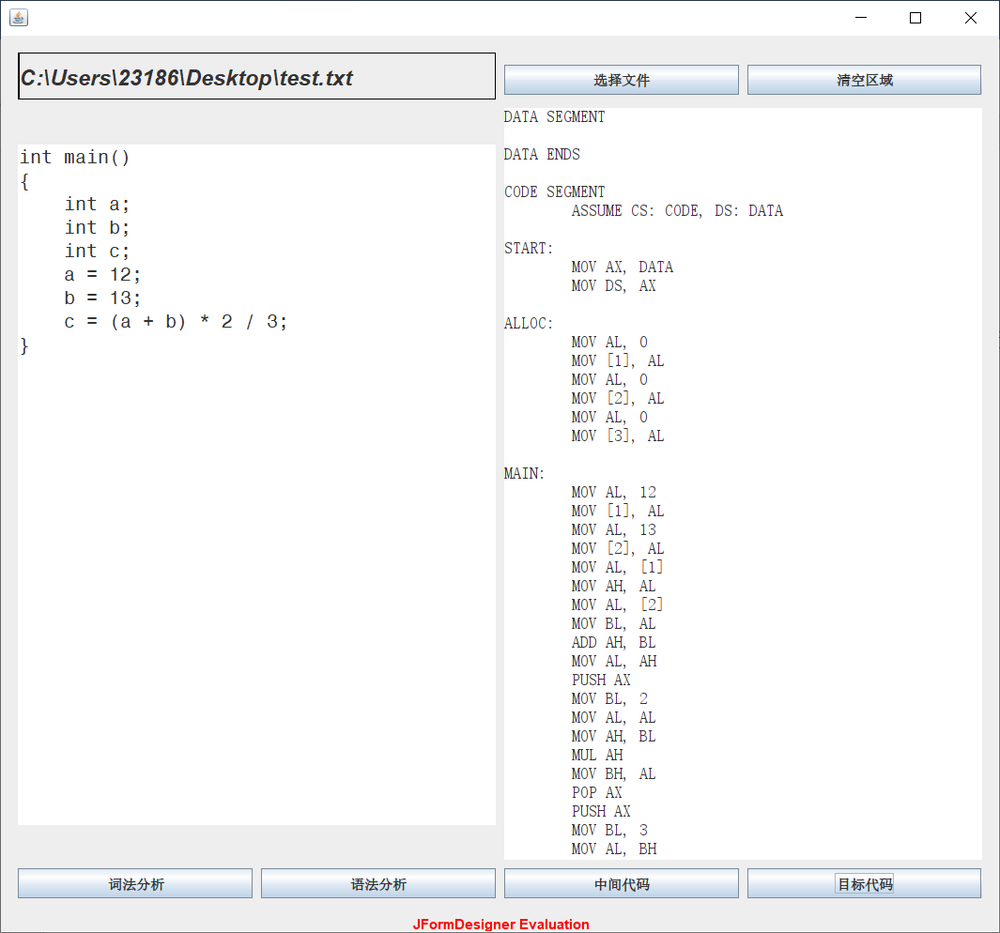 C:\Users\23186\Desktop\test.txt
选择文件
清空区域
int main()
{
    int a;
    int b;
    int c;
    a = 12;
    b = 13;
    c = (a + b) * 2 / 3;
}
DATA SEGMENT
DATA ENDS
CODE SEGMENT
        ASSUME CS: CODE, DS: DATA
START:
        MOV AX, DATA
        MOV DS, AX
ALLOC:
        MOV AL, 0
        MOV [1], AL
        MOV AL, 0
        MOV [2], AL
        MOV AL, 0
        MOV [3], AL
MAIN:
        MOV AL, 12
        MOV [1], AL
        MOV AL, 13
        MOV [2], AL
        MOV AL, [1]
        MOV AH, AL
        MOV AL, [2]
        MOV BL, AL
        ADD AH, BL
        MOV AL, AH
        PUSH AX
        MOV BL, 2
        MOV AL, AL
        MOV AH, BL
        MUL AH
        MOV BH, AL
        POP AX
        PUSH AX
        MOV BL, 3
        MOV AL, BH
词法分析
语法分析
中间代码
目标代码
JFormDesigner Evaluation